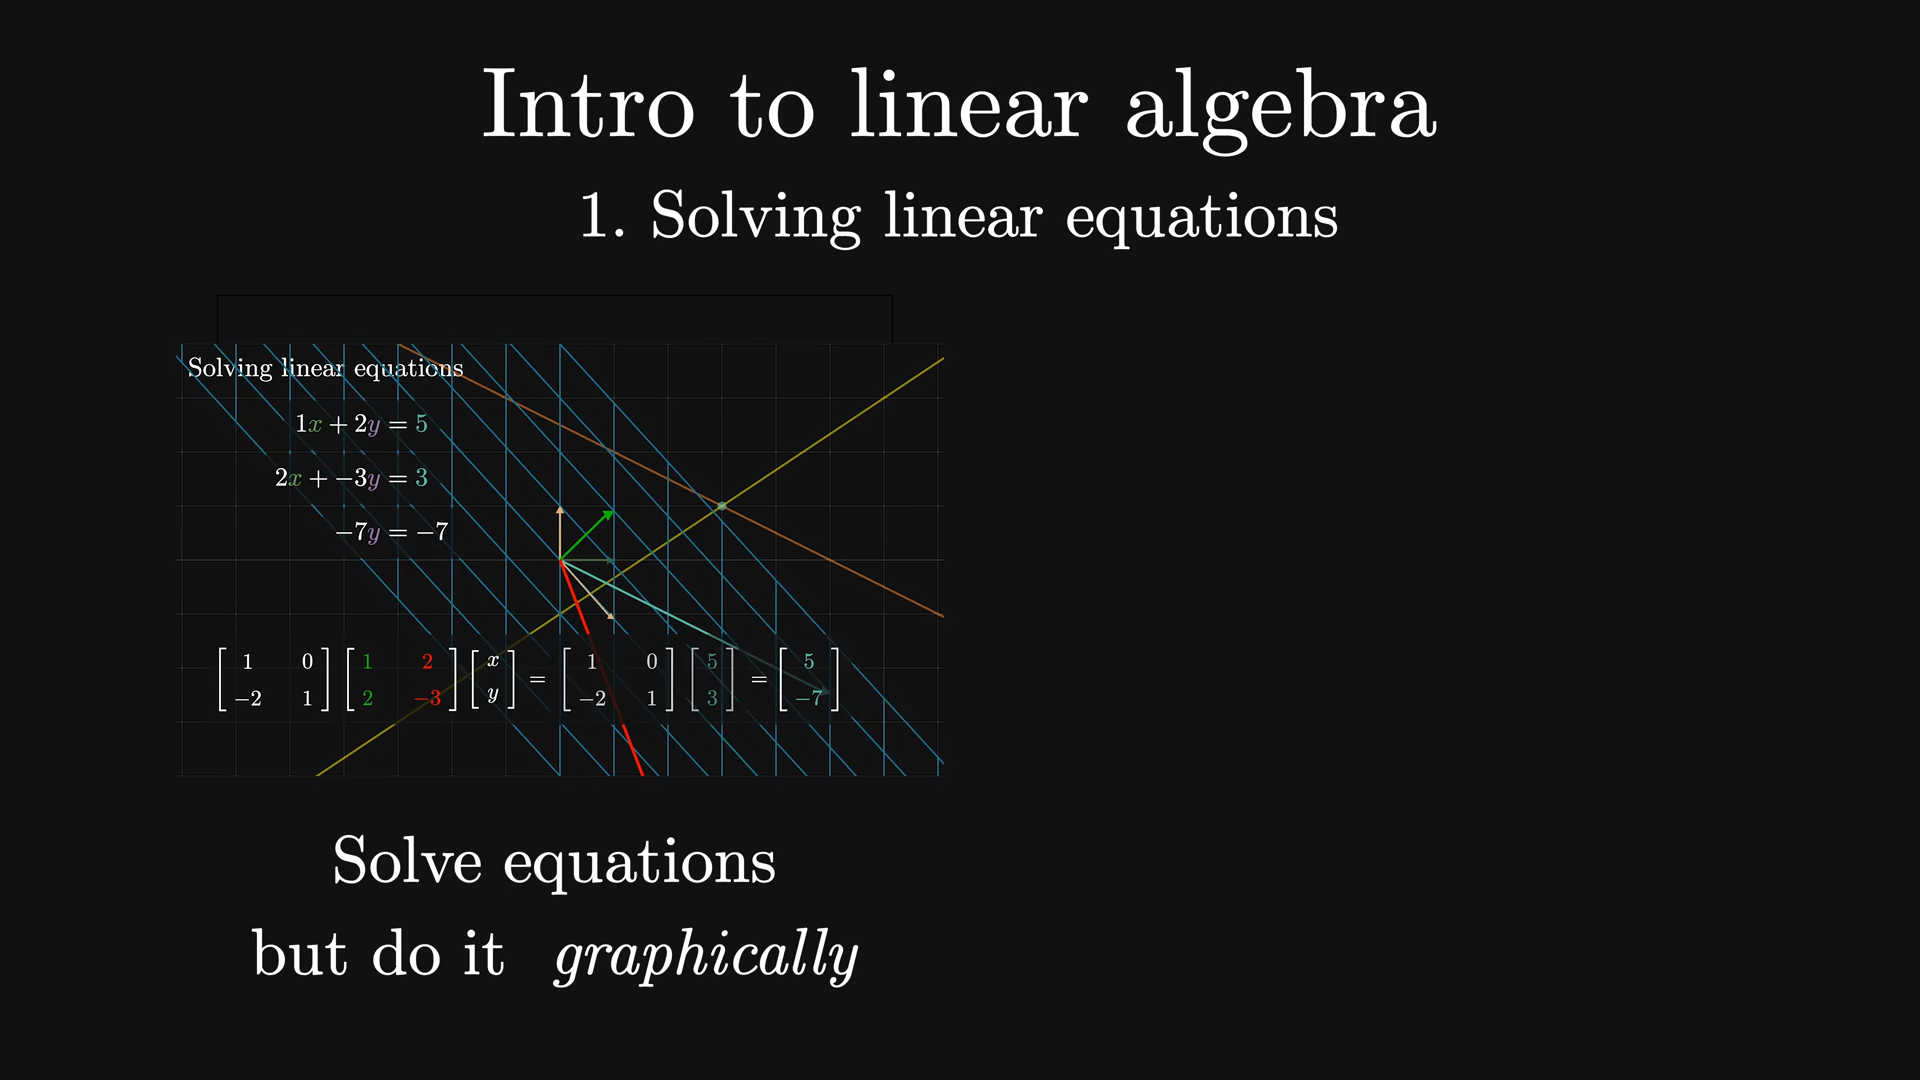 Intro to linear algebra
1. Solving linear equations
Solving linear equations
1x + 2y = 5
2x + −3y = 3
−7y = −7
[1 0; −2 1] [1 2; 2 −3] [x; y] = [1 0; −2 1] [5; 3] = [5; −7]
Solve equations
but do it graphically